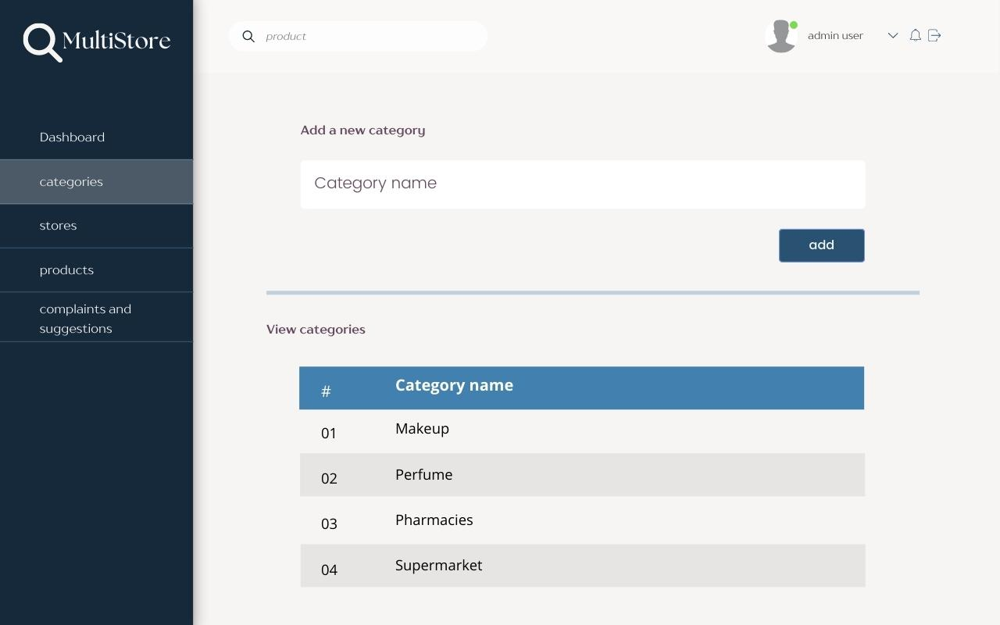 MultiStore
product
admin user
Dashboard
categories
stores
products
complaints and
suggestions
Add a new category
Category name
add
View categories
# Category name
01 Makeup
02 Perfume
03 Pharmacies
04 Supermarket